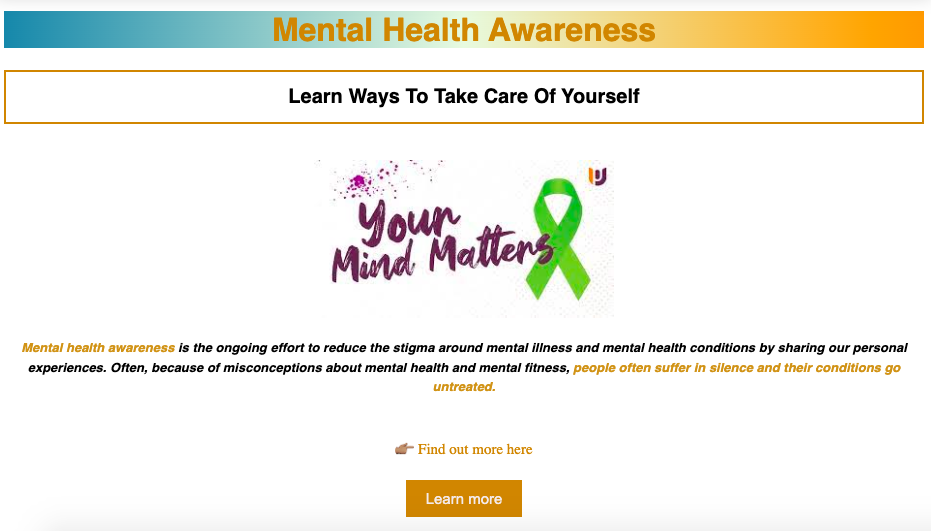 Mental Health Awareness
Learn Ways To Take Care Of Yourself
Your
Mind Matters
Mental health awareness is the ongoing effort to reduce the stigma around mental illness and mental health conditions by sharing our personal
experiences. Often, because of misconceptions about mental health and mental fitness, people often suffer in silence and their conditions go
untreated.
Find out more here
Learn more